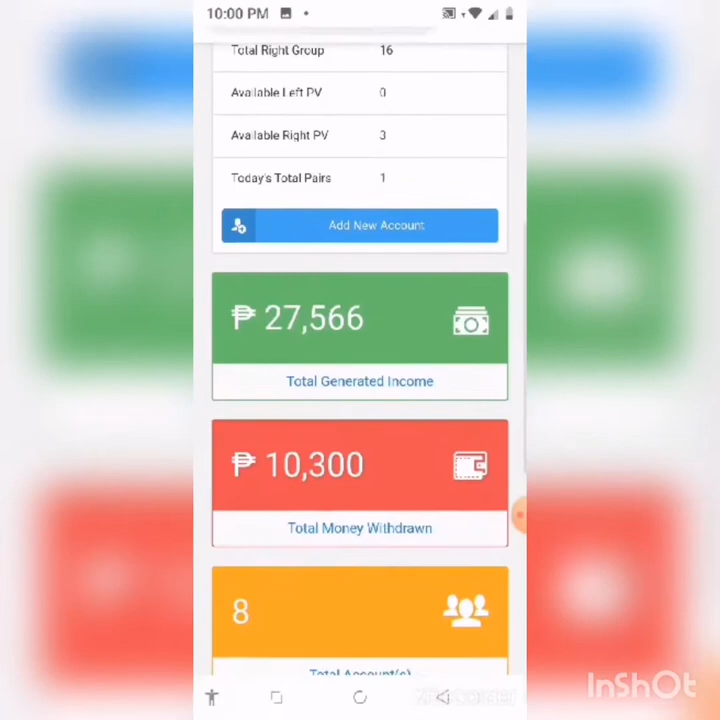 10:00 PM
Total Right Group 16
Available Left PV 0
Available Right PV 3
Today's Total Pairs 1
Add New Account
₱ 27,566
Total Generated Income
₱ 10,300
Total Money Withdrawn
8
Total Account(s)
InShOt